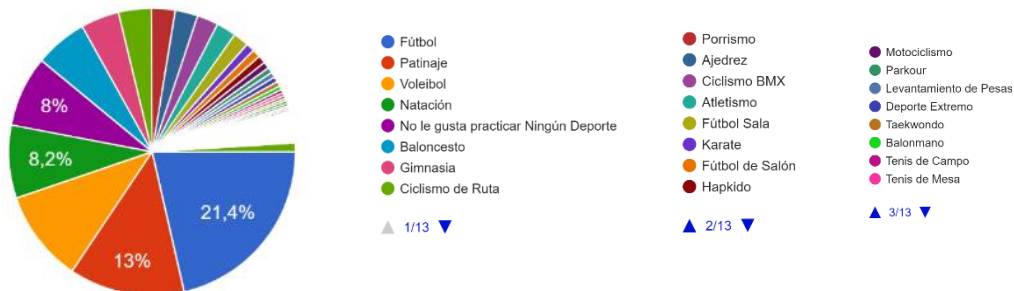 8%
8,2%
13%
21,4%
Fútbol
Patinaje
Voleibol
Natación
No le gusta practicar Ningún Deporte
Baloncesto
Gimnasia
Ciclismo de Ruta
1/13
Porrismo
Ajedrez
Ciclismo BMX
Atletismo
Fútbol Sala
Karate
Fútbol de Salón
Hapkido
2/13
Motociclismo
Parkour
Levantamiento de Pesas
Deporte Extremo
Taekwondo
Balonmano
Tenis de Campo
Tenis de Mesa
3/13